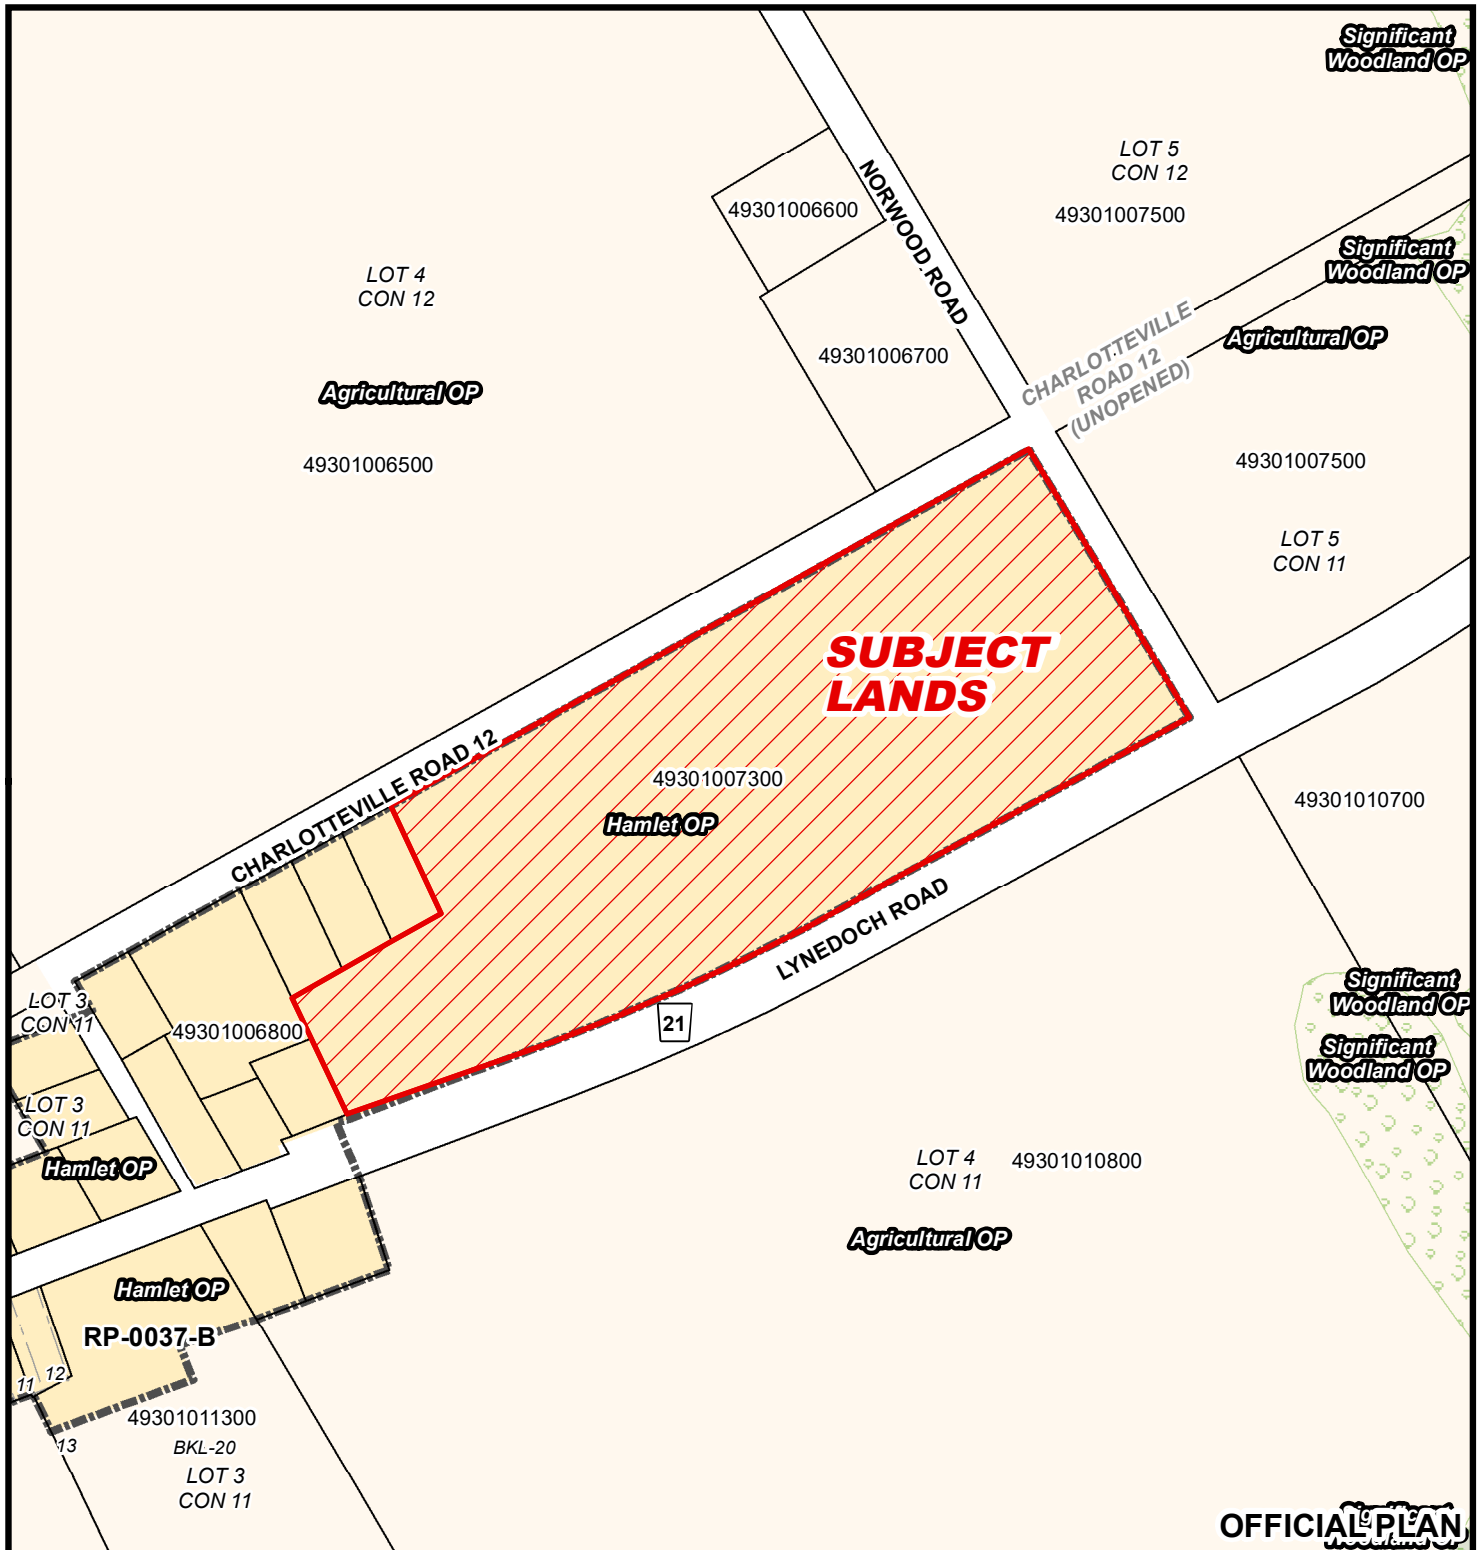 Significant
Woodland OP
LOT 5
CON 12
49301007500
49301006600
NORWOOD ROAD
Significant
Woodland OP
LOT 4
CON 12
CHARLOTTEVILLE
ROAD 12
(UNOPENED)
Agricultural OP
49301006700
Agricultural OP
49301006500
49301007500
LOT 5
CON 11
SUBJECT
LANDS
49301007300
Hamlet OP
CHARLOTTEVILLE ROAD 12
49301010700
LYNEDOCH ROAD
21
Significant
Woodland OP
LOT 3
CON 11
49301006800
Significant
Woodland OP
LOT 3
CON 11
Hamlet OP
LOT 4
CON 11
49301010800
Agricultural OP
Hamlet OP
RP-0037-B
11
12
49301011300
13
BKL-20
LOT 3
CON 11
Significant
Woodland OP
OFFICIAL PLAN